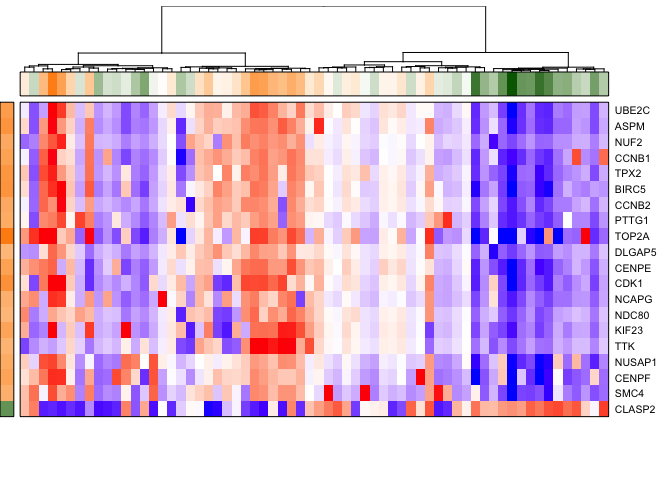 UBE2C
ASPM
NUF2
CCNB1
TPX2
BIRC5
CCNB2
PTTG1
TOP2A
DLGAP5
CENPE
CDK1
NCAPG
NDC80
KIF23
TTK
NUSAP1
CENPF
SMC4
CLASP2